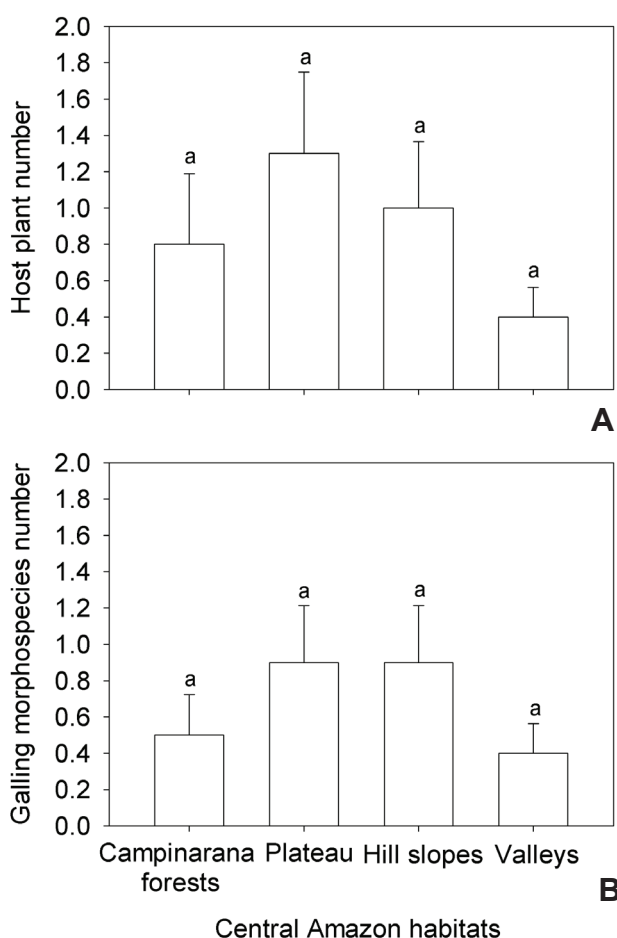 Host plant number
2.0
1.8
1.6
1.4
1.2
1.0
0.8
0.6
0.4
0.2
0.0
a
a
a
a
A
Galling morphospecies number
2.0
1.8
1.6
1.4
1.2
1.0
0.8
0.6
0.4
0.2
0.0
a
a
a
a
Campinarana Plateau Hill slopes Valleys
forests
B
Central Amazon habitats